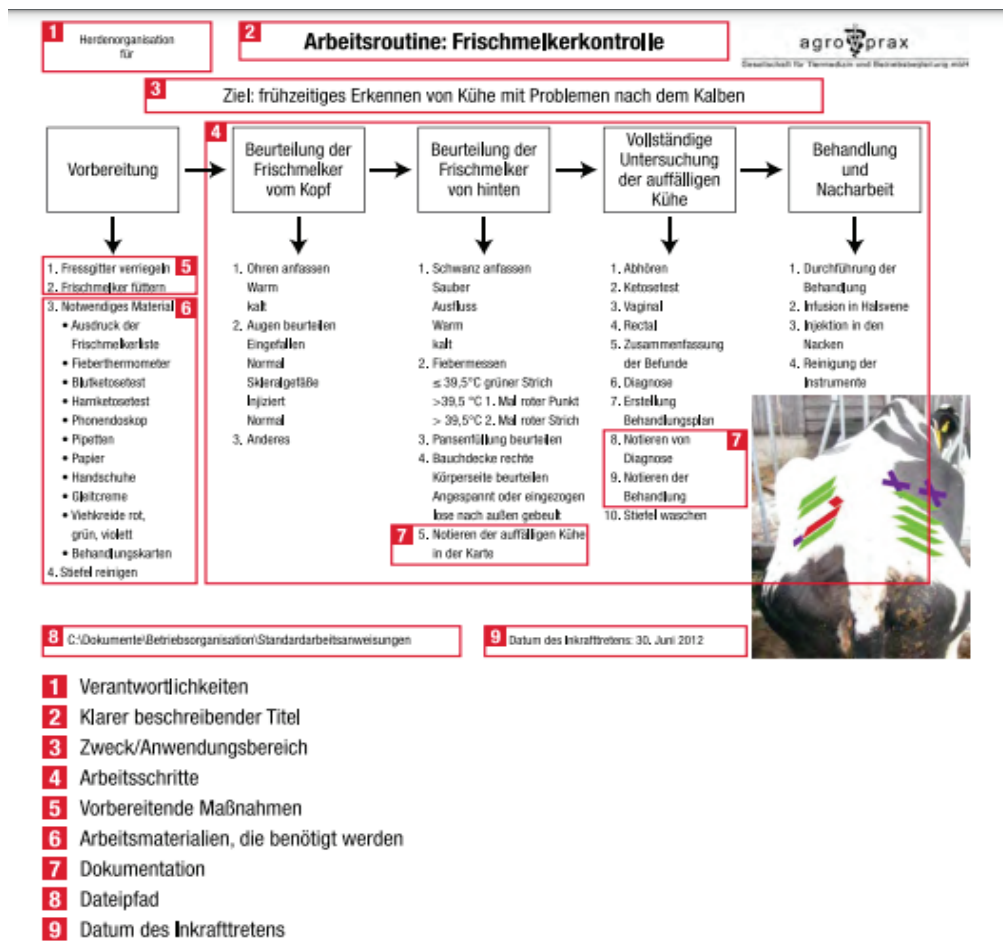 1 Herdenorganisation
für
2 Arbeitsroutine: Frischmelkerkontrolle
agro prax
Gesellschaft für Tiermedizin und Betriebsbegleitung mbH
3 Ziel: frühzeitiges Erkennen von Kühe mit Problemen nach dem Kalben
4
Vorbereitung
Beurteilung der
Frischmelker
vom Kopf
Beurteilung der
Frischmelker
von hinten
Vollständige
Untersuchung
der auffälligen
Kühe
Behandlung
und
Nacharbeit
1. Fressgitter verriegeln 5
2. Frischmelker füttern
3. Notwendiges Material 6
• Ausdruck der
Frischmelkerliste
• Fieberthermometer
• Blutketosetest
• Harnketosetest
• Phonendoskop
• Pipetten
• Papier
• Handschuhe
• Gleitcreme
• Viehkreide rot,
grün, violett
• Behandlungskarten
4. Stiefel reinigen
1. Ohren anfassen
Warm
kalt
2. Augen beurteilen
Eingefallen
Normal
Skleralgefäße
Injiziert
Normal
3. Anderes
1. Schwanz anfassen
Sauber
Ausfluss
Warm
kalt
2. Fiebermessen
≤ 39,5°C grüner Strich
>39,5 °C 1. Mal roter Punkt
> 39,5°C 2. Mal roter Strich
3. Pansenfüllung beurteilen
4. Bauchdecke rechte
Körperseite beurteilen
Angespannt oder eingezogen
lose nach außen gebeult
7 5. Notieren der auffälligen Kühe
in der Karte
1. Abhören
2. Ketosetest
3. Vaginal
4. Rectal
5. Zusammenfassung
der Befunde
6. Diagnose
7. Erstellung
Behandlungsplan
8. Notieren von 7
Diagnose
9. Notieren der
Behandlung
10. Stiefel waschen
1. Durchführung der
Behandlung
2. Infusion in Halsvene
3. Injektion in den
Nacken
4. Reinigung der
Instrumente
8 C:\Dokumente\Betriebsorganisation\Standardarbeitsanweisungen
9 Datum des Inkrafttretens: 30. Juni 2012
1 Verantwortlichkeiten
2 Klarer beschreibender Titel
3 Zweck/Anwendungsbereich
4 Arbeitsschritte
5 Vorbereitende Maßnahmen
6 Arbeitsmaterialien, die benötigt werden
7 Dokumentation
8 Dateipfad
9 Datum des Inkrafttretens